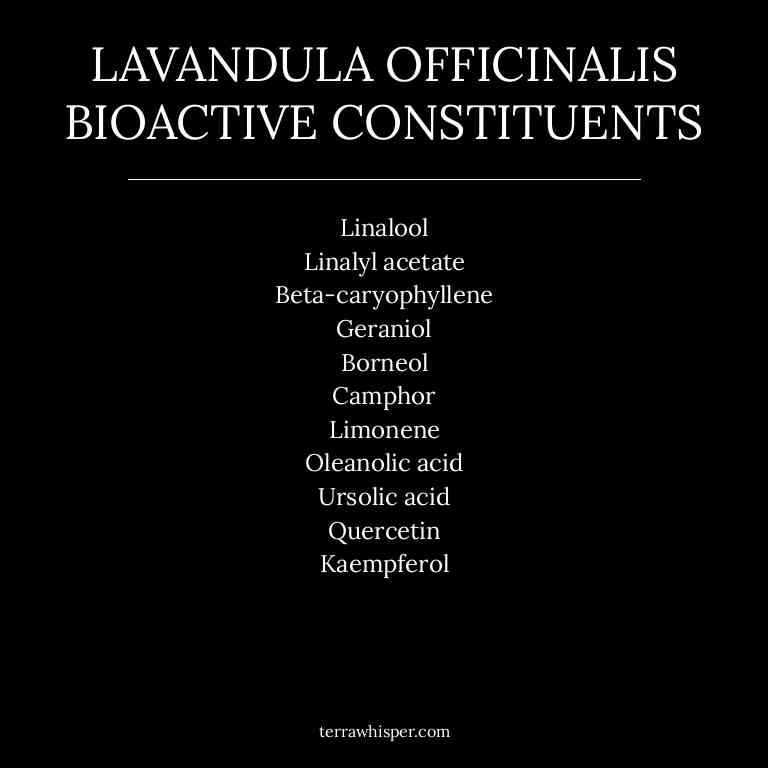 LAVANDULA OFFICINALIS
BIOACTIVE CONSTITUENTS
Linalool
Linalyl acetate
Beta-caryophyllene
Geraniol
Borneol
Camphor
Limonene
Oleanolic acid
Ursolic acid
Quercetin
Kaempferol
terrawhisper.com